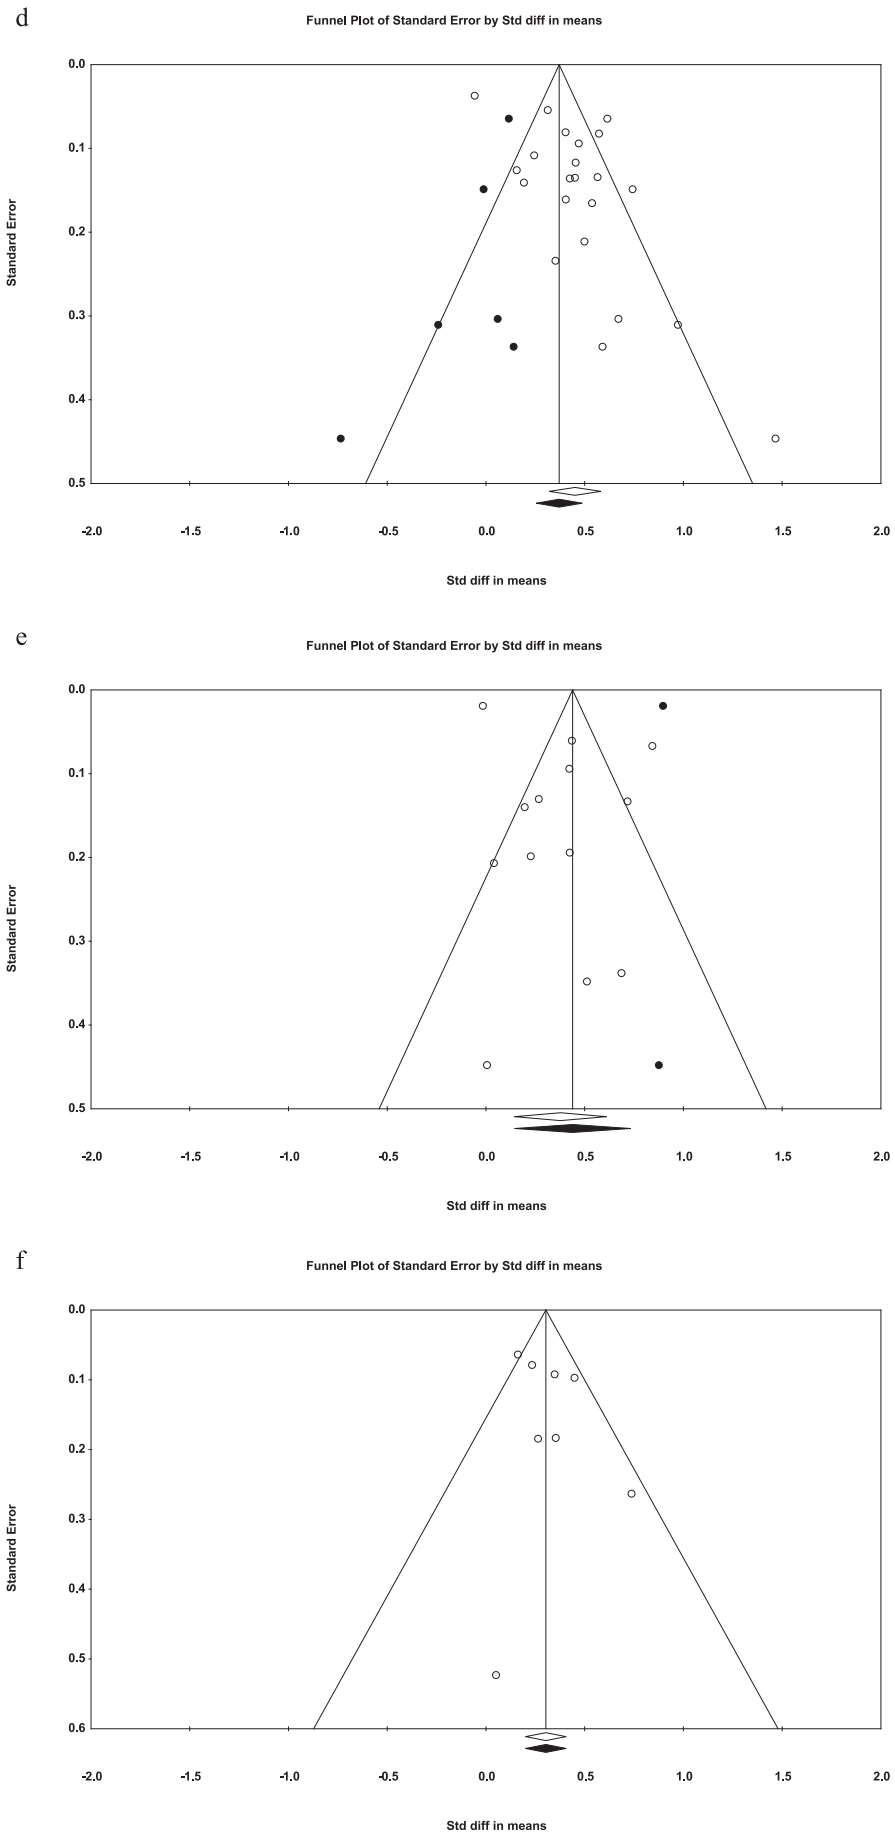 d
Funnel Plot of Standard Error by Std diff in means
0.0
0.1
0.2
0.3
0.4
0.5
Standard Error
-2.0 -1.5 -1.0 -0.5 0.0 0.5 1.0 1.5 2.0
Std diff in means
e
Funnel Plot of Standard Error by Std diff in means
0.0
0.1
0.2
0.3
0.4
0.5
Standard Error
-2.0 -1.5 -1.0 -0.5 0.0 0.5 1.0 1.5 2.0
Std diff in means
f
Funnel Plot of Standard Error by Std diff in means
0.0
0.1
0.2
0.3
0.4
0.5
0.6
Standard Error
-2.0 -1.5 -1.0 -0.5 0.0 0.5 1.0 1.5 2.0
Std diff in means